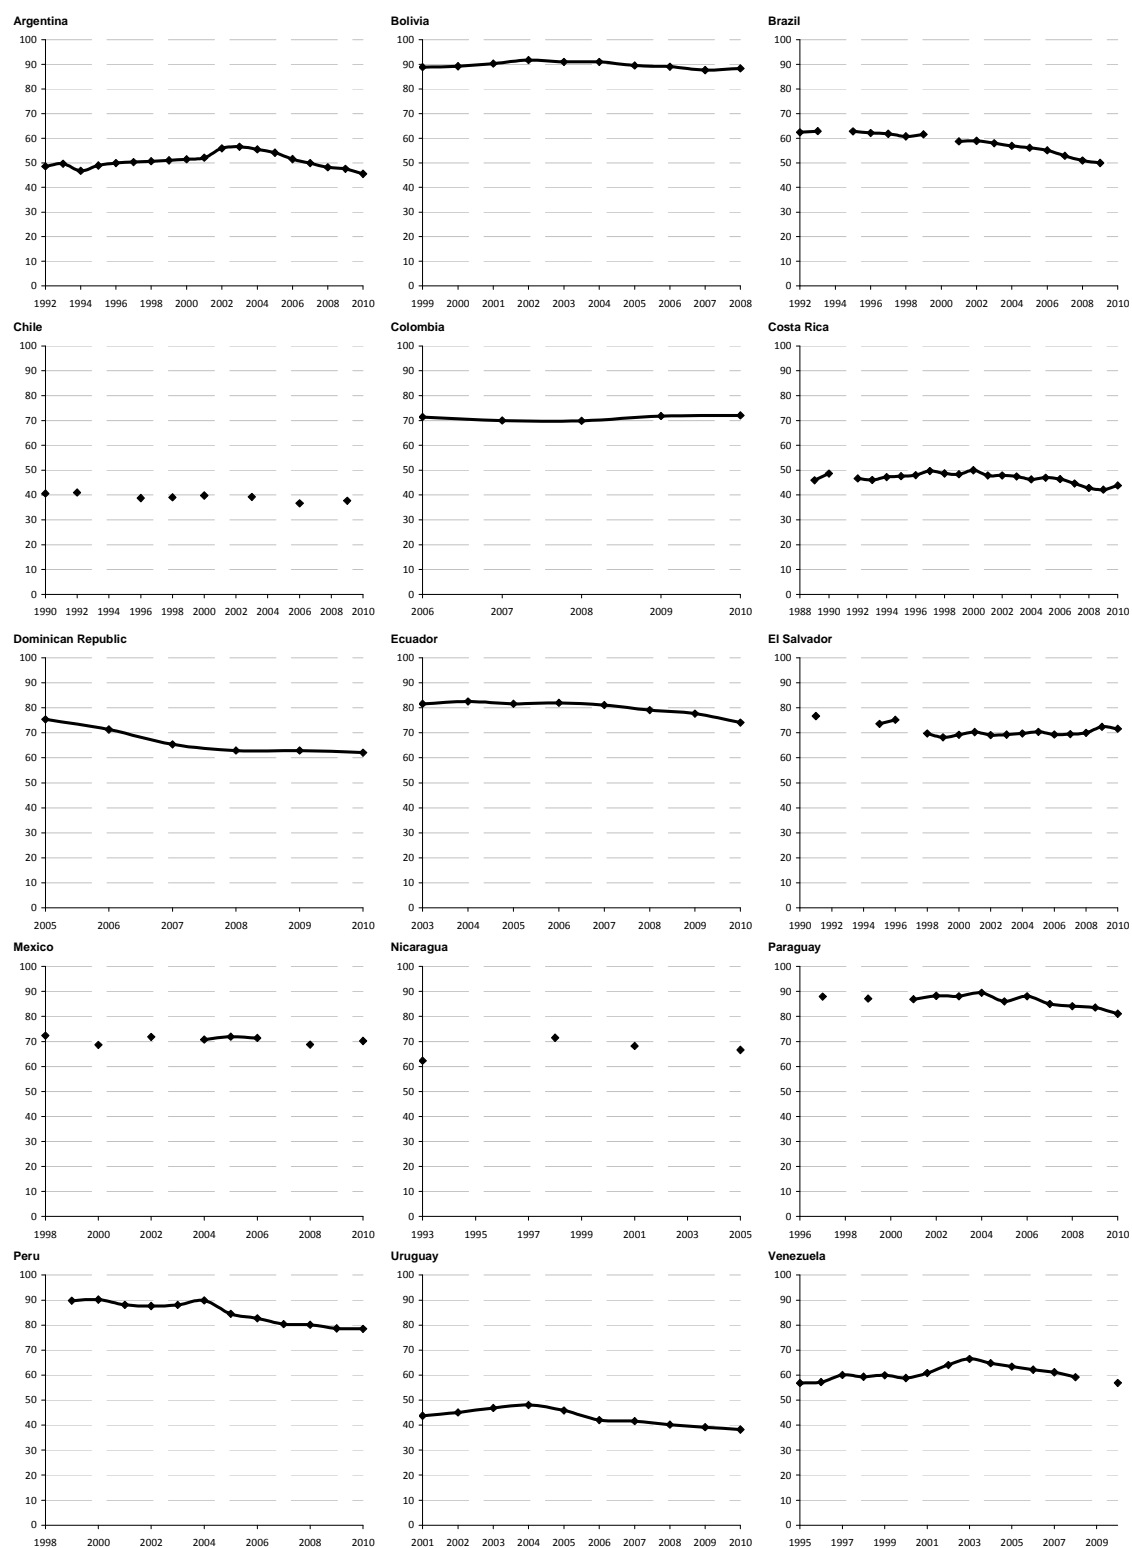 Argentina Bolivia Brazil
100 100 100
90 90 90
80 80 80
70 70 70
60 60 60
50 50 50
40 40 40
30 30 30
20 20 20
10 10 10
0 0 0
1992 1994 1996 1998 2000 2002 2004 2006 2008 2010 1999 2000 2001 2002 2003 2004 2005 2006 2007 2008 1992 1994 1996 1998 2000 2002 2004 2006 2008 2010
Chile Colombia Costa Rica
100 100 100
90 90 90
80 80 80
70 70 70
60 60 60
50 50 50
40 40 40
30 30 30
20 20 20
10 10 10
0 0 0
1990 1992 1994 1996 1998 2000 2002 2004 2006 2008 2010 2006 2007 2008 2009 2010 1988 1990 1992 1994 1996 1998 2000 2002 2004 2006 2008 2010
Dominican Republic Ecuador El Salvador
100 100 100
90 90 90
80 80 80
70 70 70
60 60 60
50 50 50
40 40 40
30 30 30
20 20 20
10 10 10
0 0 0
2005 2006 2007 2008 2009 2010 2003 2004 2005 2006 2007 2008 2009 2010 1990 1992 1994 1996 1998 2000 2002 2004 2006 2008 2010
Mexico Nicaragua Paraguay
100 100 100
90 90 90
80 80 80
70 70 70
60 60 60
50 50 50
40 40 40
30 30 30
20 20 20
10 10 10
0 0 0
1998 2000 2002 2004 2006 2008 2010 1993 1995 1997 1999 2001 2003 2005 1996 1998 2000 2002 2004 2006 2008 2010
Peru Uruguay Venezuela
100 100 100
90 90 90
80 80 80
70 70 70
60 60 60
50 50 50
40 40 40
30 30 30
20 20 20
10 10 10
0 0 0
1998 2000 2002 2004 2006 2008 2010 2001 2002 2003 2004 2005 2006 2007 2008 2009 2010 1995 1997 1999 2001 2003 2005 2007 2009